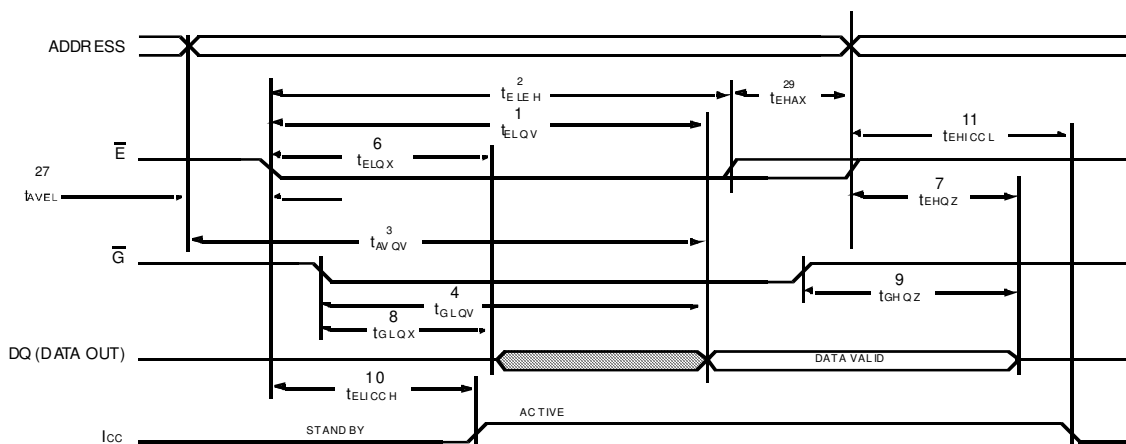 ADDRESS
2
tELEH
29
tEHAX
1
tELQV
11
tEHICCL
E
6
tELQX
27
tAVEL
7
tEHQZ
3
tAVQV
G
9
tGHQZ
4
tGLQV
8
tGLQX
DQ (DATA OUT)
DATA VALID
10
tELICCH
ACTIVE
ICC
STANDBY